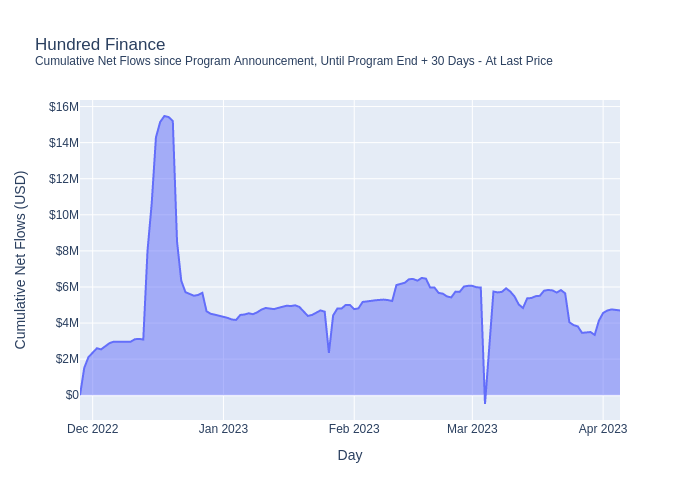 Hundred Finance
Cumulative Net Flows since Program Announcement, Until Program End + 30 Days - At Last Price
Cumulative Net Flows (USD)
$16M
$14M
$12M
$10M
$8M
$6M
$4M
$2M
$0
Dec 2022
Jan 2023
Feb 2023
Mar 2023
Apr 2023
Day